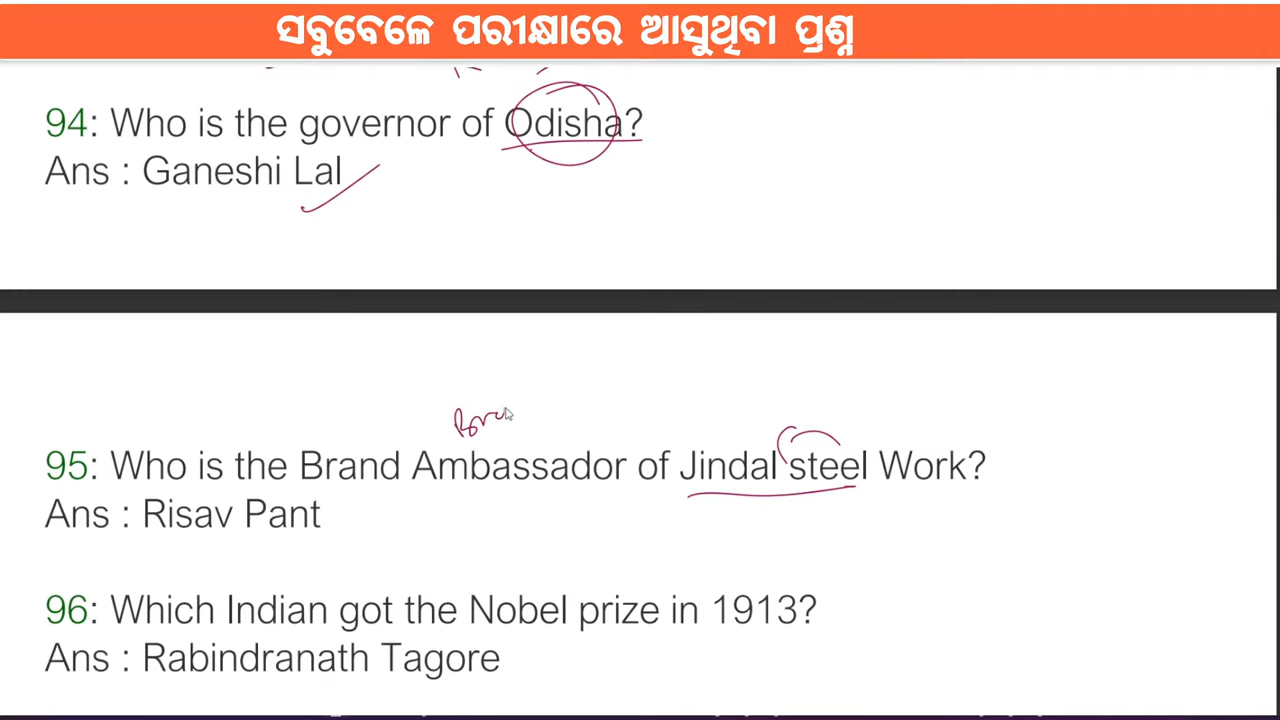 ସବୁବେଳେ ପରୀକ୍ଷାରେ ଆସୁଥିବା ପ୍ରଶ୍ନ
94: Who is the governor of Odisha?
Ans : Ganeshi Lal
95: Who is the Brand Ambassador of Jindal steel Work?
Ans : Risav Pant
96: Which Indian got the Nobel prize in 1913?
Ans : Rabindranath Tagore